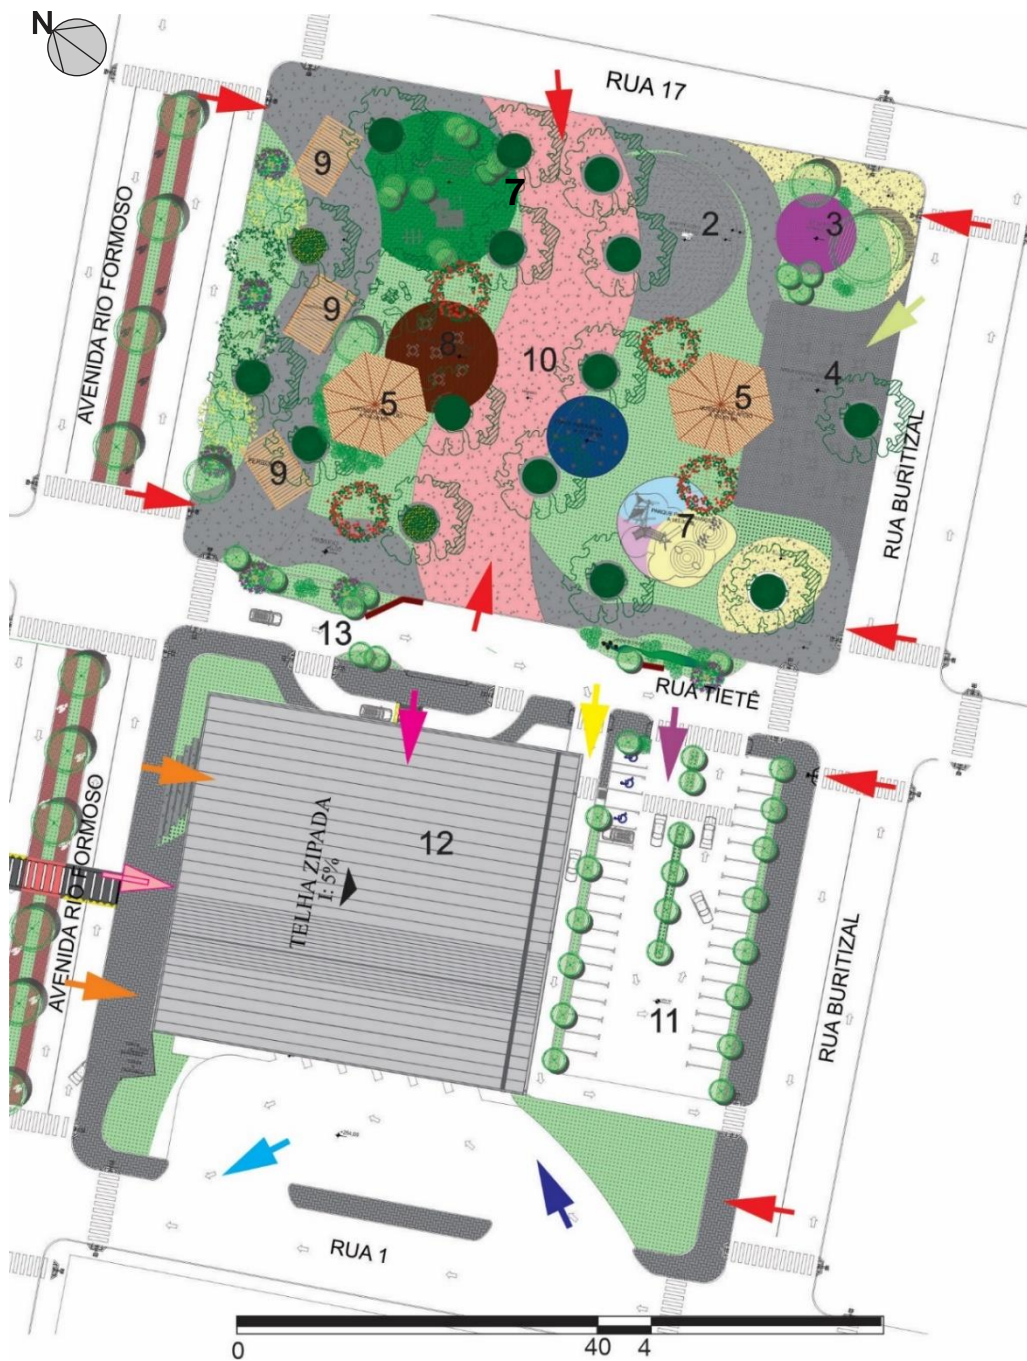 N
RUA 17
AVENIDA RIO FORMOSO
9
7
2
3
9
8
10
4
5
5
9
7
RUA BURITIZAL
13
RUA TIETÊ
AVENIDA RIO FORMOSO
TELHA ZIPADA
I: 5%
12
11
RUA BURITIZAL
RUA 1
0
40
4